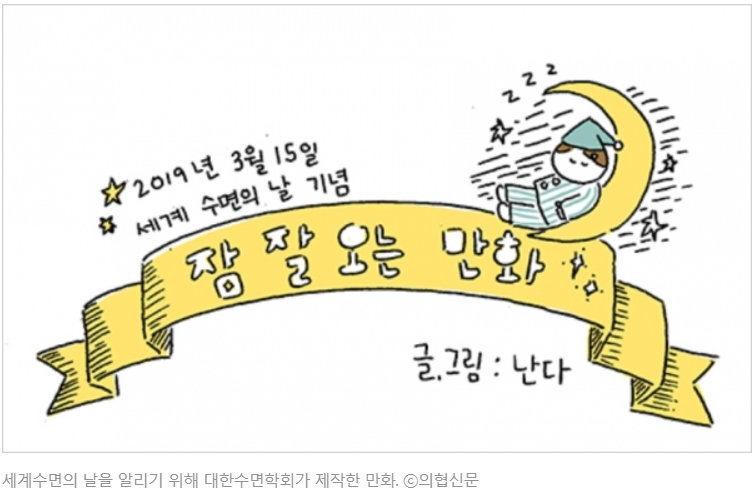 z z z
2019년 3월 15일
세계 수면의 날 기념
잠 잘 오는 만화
글.그림 : 난다
세계수면의 날을 알리기 위해 대한수면학회가 제작한 만화. ⓒ의협신문